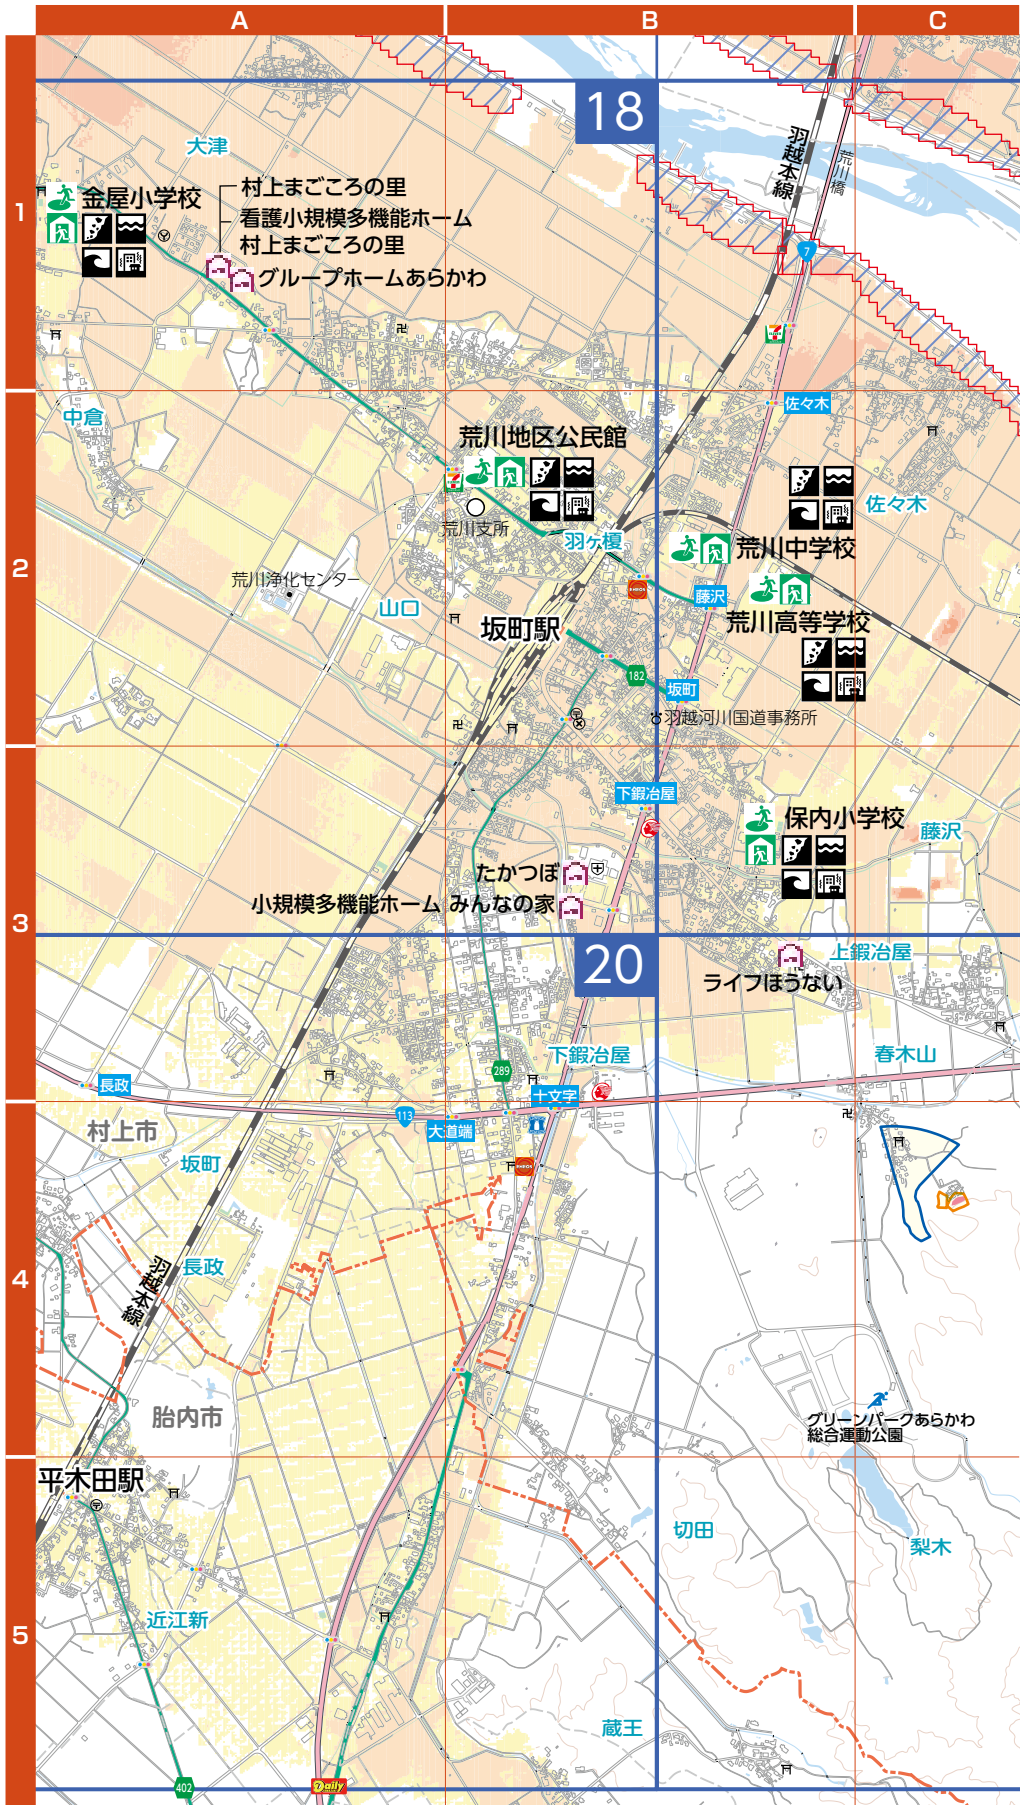 A
B
C
18
羽越本線
荒川橋
大津
1
金屋小学校
村上まごころの里
看護小規模多機能ホーム
村上まごころの里
グループホームあらかわ
7
佐々木
中倉
荒川地区公民館
佐々木
荒川支所
羽ヶ榎
荒川中学校
2
荒川浄化センター
山口
藤沢
荒川高等学校
坂町駅
182
坂町
羽越河川国道事務所
下鍛冶屋
保内小学校
藤沢
たかつぼ
小規模多機能ホーム みんなの家
3
20
上鍛冶屋
ライフほうない
下鍛冶屋
春木山
289
長政
十文字
113
大道端
村上市
坂町
4
長政
羽越本線
胎内市
グリーンパークあらかわ
総合運動公園
平木田駅
切田
梨木
近江新
5
蔵王
402
Daily